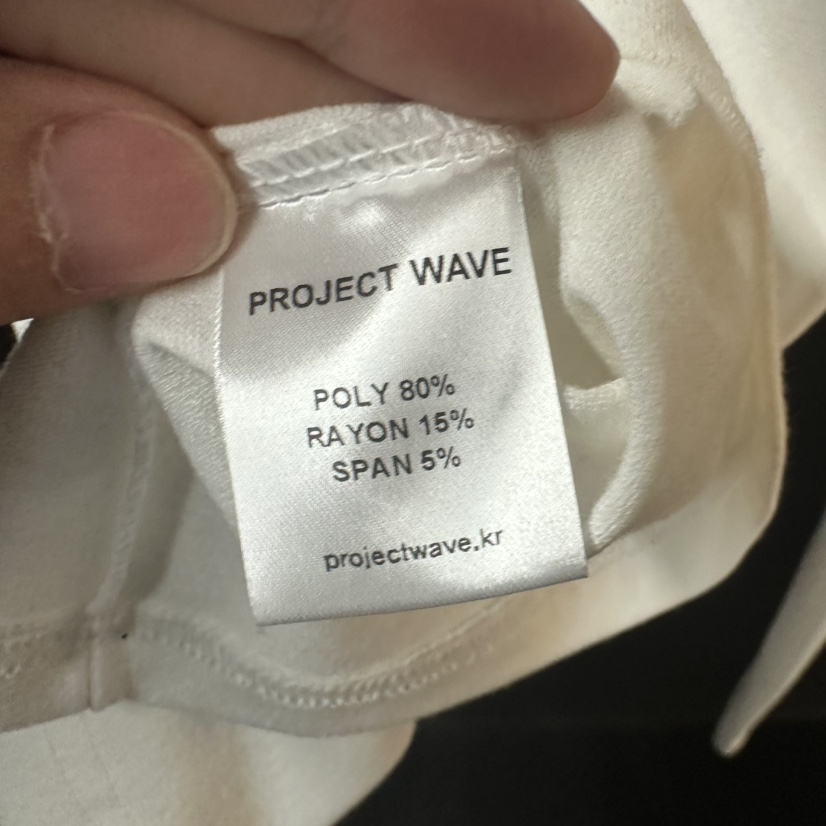 PROJECT WAVE
POLY 80%
RAYON 15%
SPAN 5%
projectwave.kr